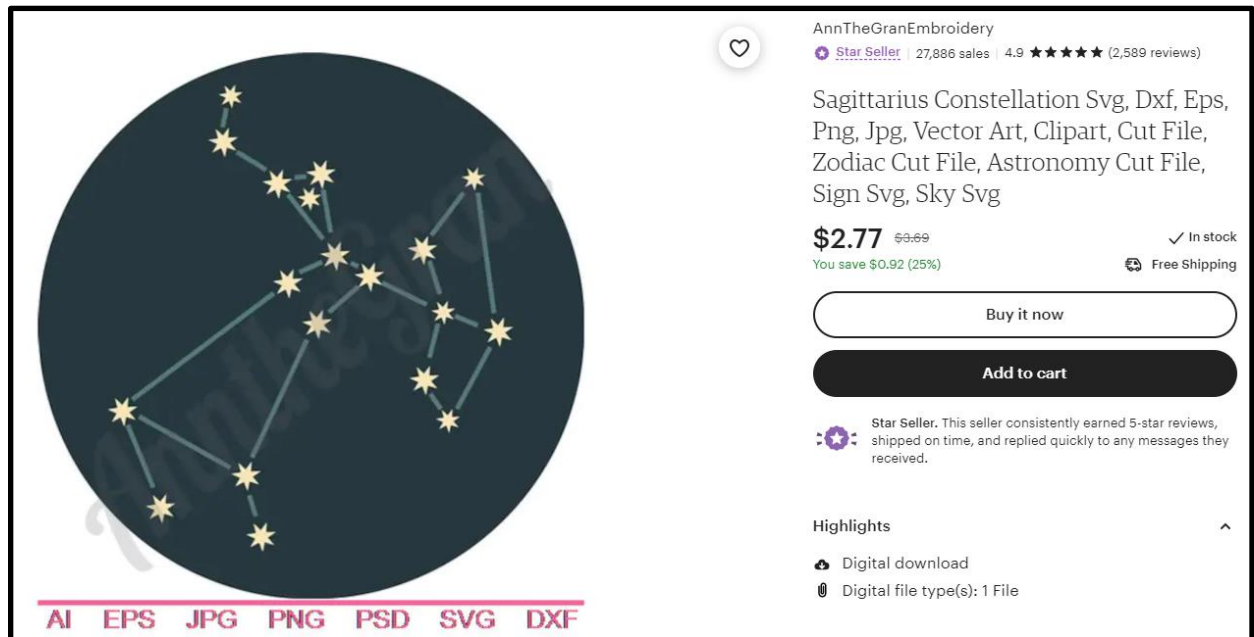 AnnTheGran
AI EPS JPG PNG PSD SVG DXF
AnnTheGranEmbroidery
Star Seller | 27,886 sales | 4.9 ★★★★★ (2,589 reviews)
Sagittarius Constellation Svg, Dxf, Eps,
Png, Jpg, Vector Art, Clipart, Cut File,
Zodiac Cut File, Astronomy Cut File,
Sign Svg, Sky Svg
$2.77 $3.69
In stock
You save $0.92 (25%)
Free Shipping
Buy it now
Add to cart
Star Seller. This seller consistently earned 5-star reviews,
shipped on time, and replied quickly to any messages they
received.
Highlights
Digital download
Digital file type(s): 1 File